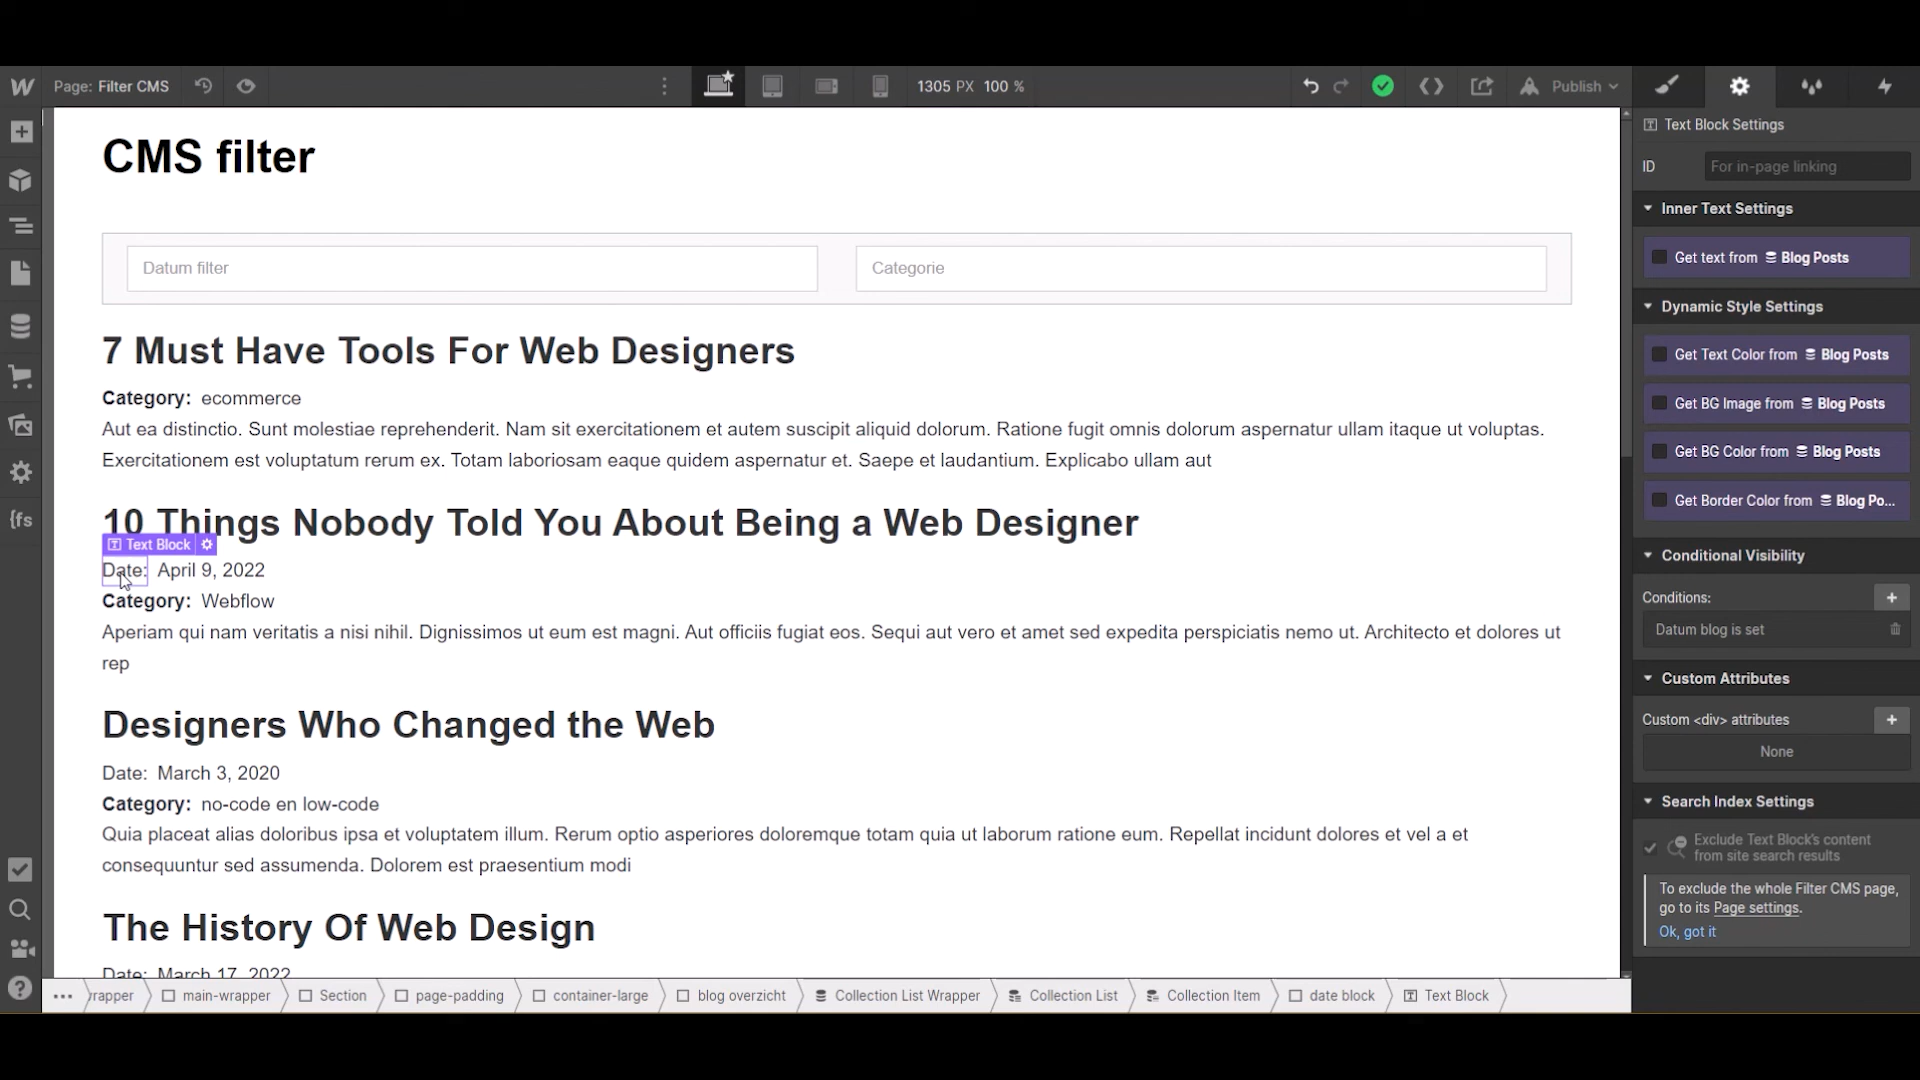 Page: Filter CMS
1305 PX 100 %
Publish
CMS filter
Datum filter
Categorie
7 Must Have Tools For Web Designers
Category: ecommerce
Aut ea distinctio. Sunt molestiae reprehenderit. Nam sit exercitationem et autem suscipit aliquid dolorum. Ratione fugit omnis dolorum aspernatur ullam itaque ut voluptas.
Exercitationem est voluptatum rerum ex. Totam laboriosam eaque quidem aspernatur et. Saepe et laudantium. Explicabo ullam aut
10 Things Nobody Told You About Being a Web Designer
Text Block
Date: April 9, 2022
Category: Webflow
Aperiam qui nam veritatis a nisi nihil. Dignissimos ut eum est magni. Aut officiis fugiat eos. Sequi aut vero et amet sed expedita perspiciatis nemo ut. Architecto et dolores ut
rep
Designers Who Changed the Web
Date: March 3, 2020
Category: no-code en low-code
Quia placeat alias doloribus ipsa et voluptatem illum. Rerum optio asperiores doloremque totam quia ut laborum ratione eum. Repellat incidunt dolores et vel a et
consequuntur sed assumenda. Dolorem est praesentium modi
The History Of Web Design
Date: March 17, 2022
rapper
main-wrapper
Section
page-padding
container-large
blog overzicht
Collection List Wrapper
Collection List
Collection Item
date block
Text Block
{fs
Text Block Settings
ID
For in-page linking
Inner Text Settings
Get text from Blog Posts
Dynamic Style Settings
Get Text Color from Blog Posts
Get BG Image from Blog Posts
Get BG Color from Blog Posts
Get Border Color from Blog Po...
Conditional Visibility
Conditions:
Datum blog is set
Custom Attributes
Custom <div> attributes
None
Search Index Settings
Exclude Text Block's content
from site search results
To exclude the whole Filter CMS page,
go to its Page settings.
Ok, got it